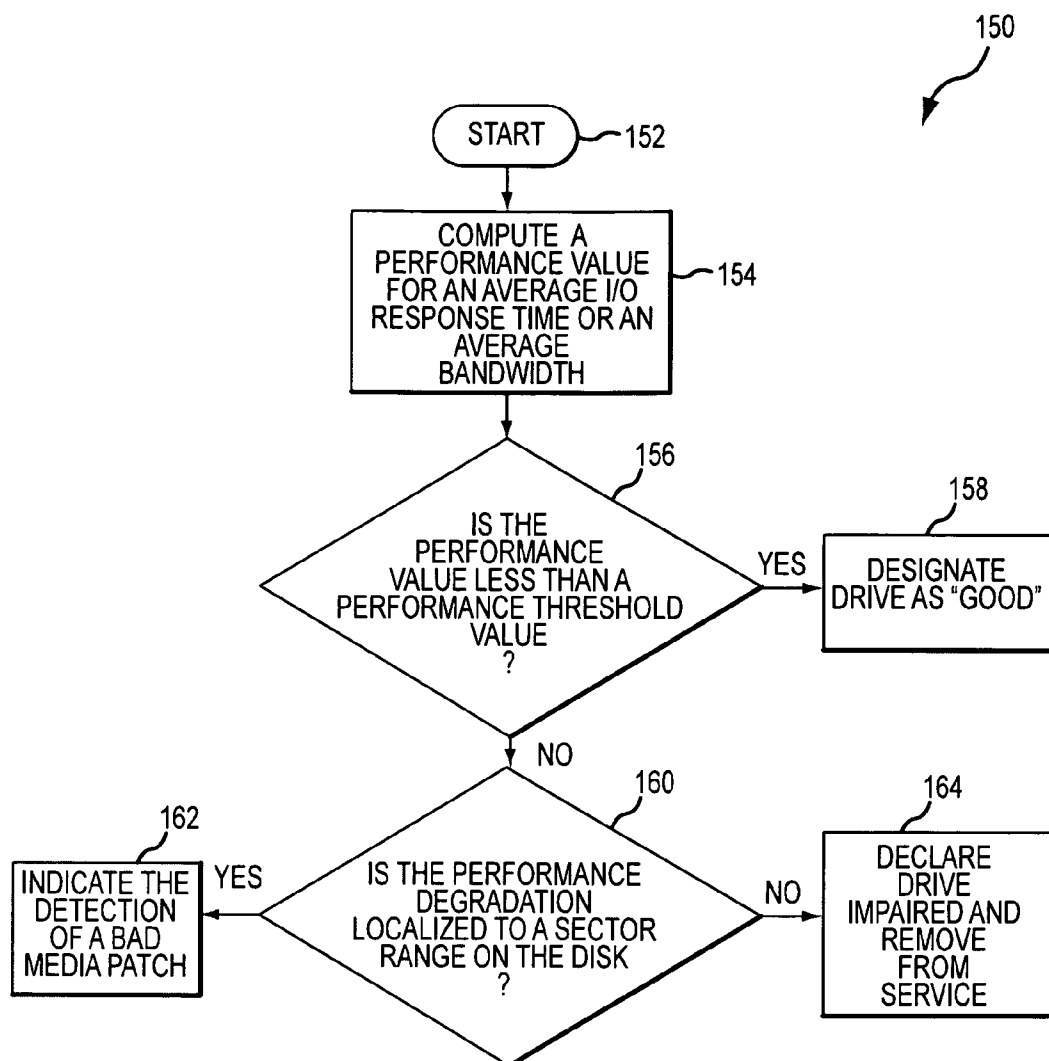 150
START
152
COMPUTE A
PERFORMANCE VALUE
FOR AN AVERAGE I/O
RESPONSE TIME OR AN
AVERAGE
BANDWIDTH
154
156
IS THE
PERFORMANCE
VALUE LESS THAN A
PERFORMANCE THRESHOLD
VALUE
?
YES
158
DESIGNATE
DRIVE AS "GOOD"
NO
160
IS THE PERFORMANCE
DEGRADATION
LOCALIZED TO A SECTOR
RANGE ON THE DISK
?
YES
162
INDICATE THE
DETECTION
OF A BAD
MEDIA PATCH
NO
164
DECLARE
DRIVE
IMPAIRED AND
REMOVE
FROM
SERVICE